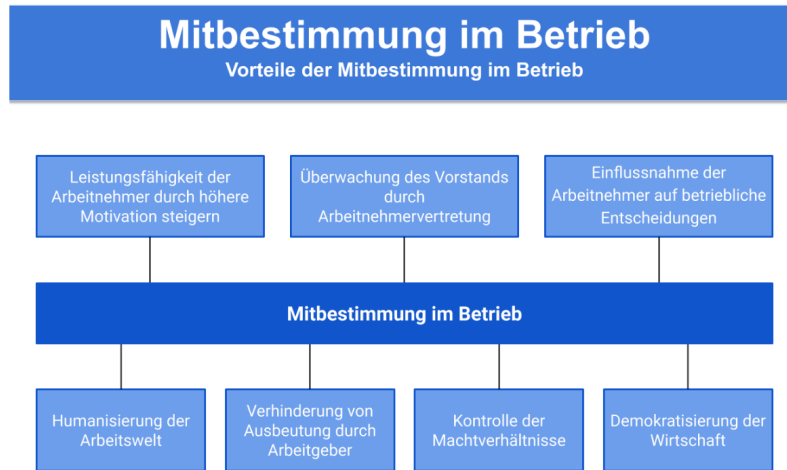 Mitbestimmung im Betrieb
Vorteile der Mitbestimmung im Betrieb
Leistungsfähigkeit der
Arbeitnehmer durch höhere
Motivation steigern
Überwachung des Vorstands
durch
Arbeitnehmervertretung
Einflussnahme der
Arbeitnehmer auf betriebliche
Entscheidungen
Mitbestimmung im Betrieb
Humanisierung der
Arbeitswelt
Verhinderung von
Ausbeutung durch
Arbeitgeber
Kontrolle der
Machtverhältnisse
Demokratisierung der
Wirtschaft